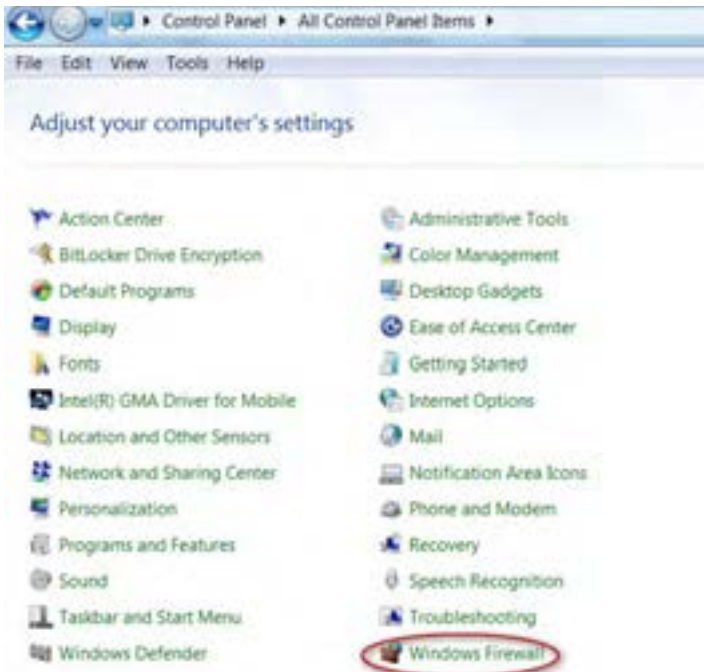 Control Panel All Control Panel Items
File Edit View Tools Help
Adjust your computer's settings
Action Center
BitLocker Drive Encryption
Default Programs
Display
Fonts
Intel(R) GMA Driver for Mobile
Location and Other Sensors
Network and Sharing Center
Personalization
Programs and Features
Sound
Taskbar and Start Menu
Windows Defender
Administrative Tools
Color Management
Desktop Gadgets
Ease of Access Center
Getting Started
Internet Options
Mail
Notification Area Icons
Phone and Modem
Recovery
Speech Recognition
Troubleshooting
Windows Firewall